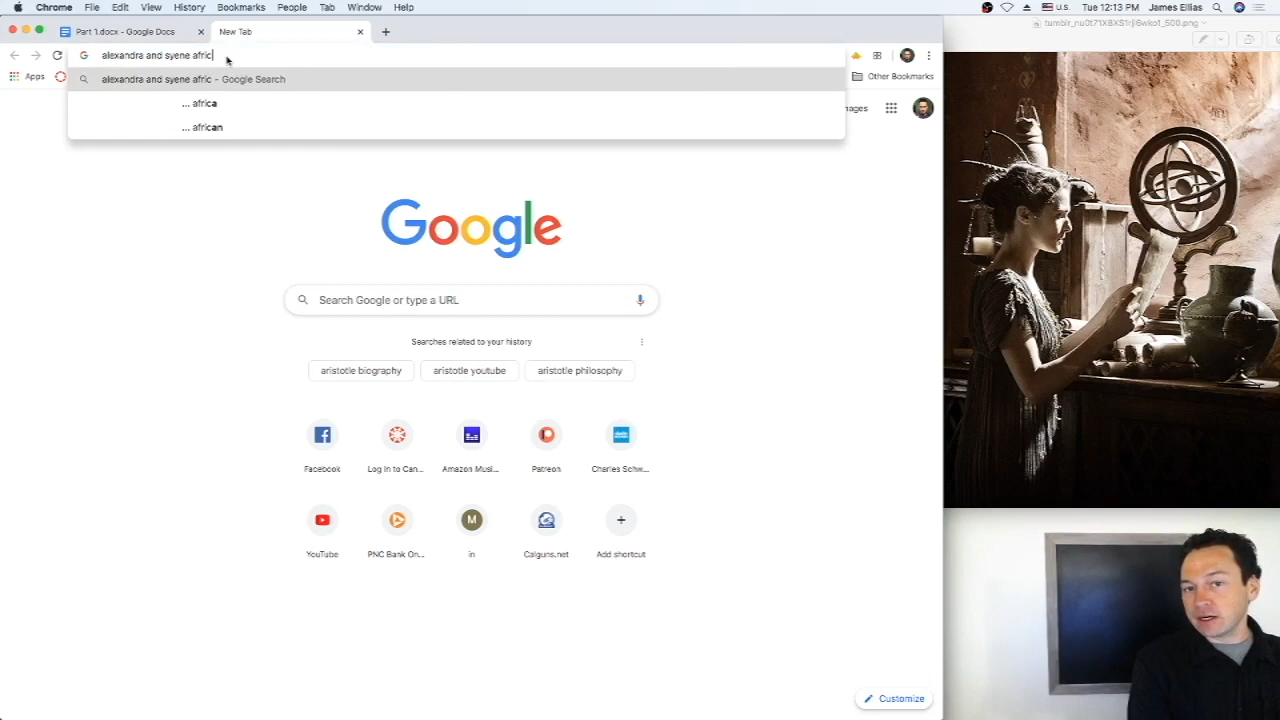 Chrome File Edit View History Bookmarks People Tab Window Help
U.S. Tue 12:13 PM James Ellias
Part 1.docx - Google Docs
New Tab
tumblr_nu0t71XBXS1rji6wko1_500.png
alexandra and syene afric
alexandra and syene afric - Google Search
... africa
... african
Apps
Other Bookmarks
mages
Google
Search Google or type a URL
Searches related to your history
aristotle biography
aristotle youtube
aristotle philosophy
Facebook
Log In to Can...
Amazon Musi...
Patreon
Charles Schw...
M
YouTube
PNC Bank On...
in
Calguns.net
Add shortcut
Customize